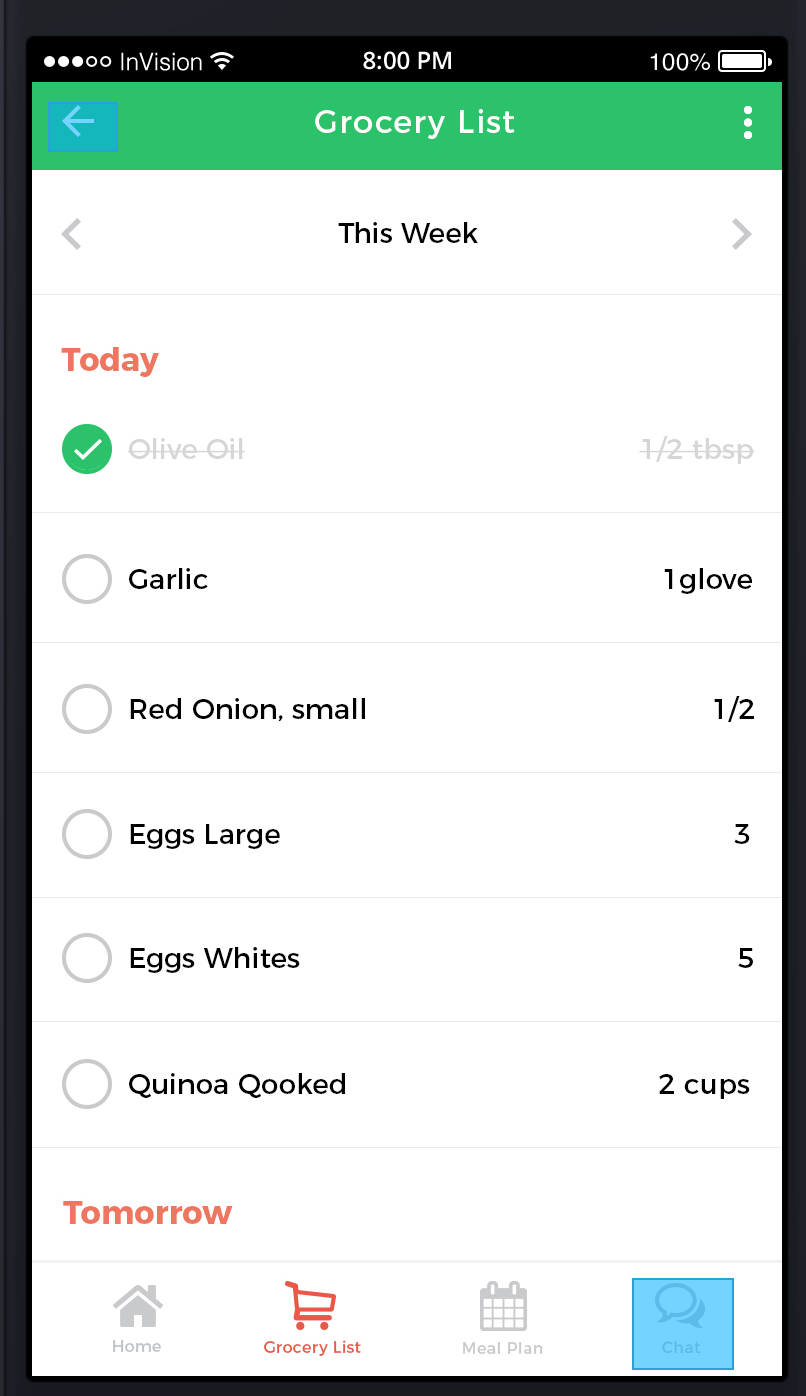 InVision 8:00 PM 100%
Grocery List
This Week
Today
Olive Oil 1/2 tbsp
Garlic 1 glove
Red Onion, small 1/2
Eggs Large 3
Eggs Whites 5
Quinoa Qooked 2 cups
Tomorrow
Home Grocery List Meal Plan Chat